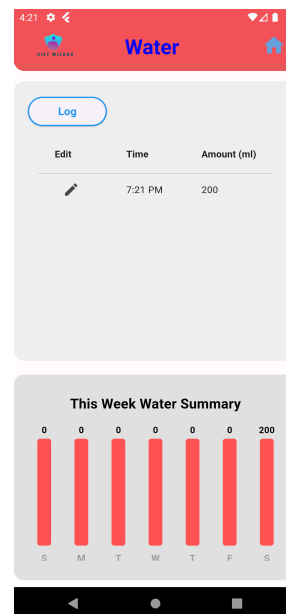 4:21
DIET WIZARD
Water
Log
Edit Time Amount (ml)
7:21 PM 200
This Week Water Summary
0 0 0 0 0 0 200
S M T W T F S